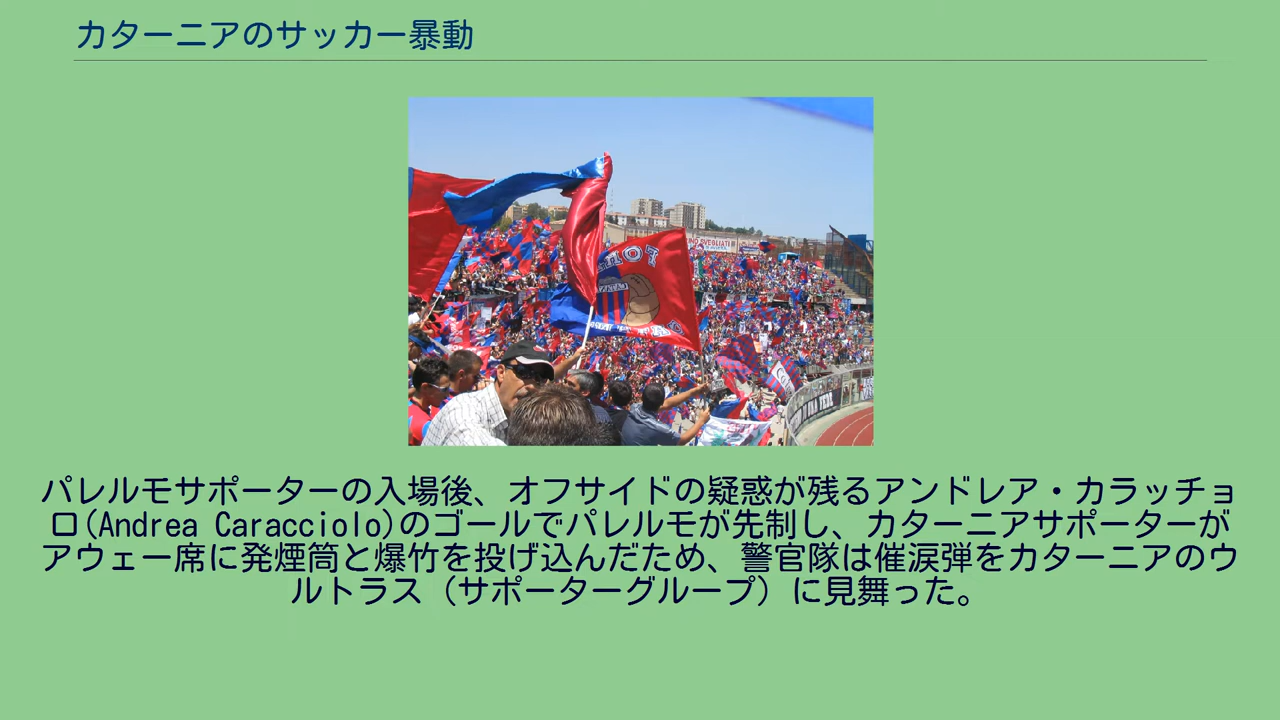 カターニアのサッカー暴動
パレルモサポーターの入場後、オフサイドの疑惑が残るアンドレア・カラッチョ
ロ(Andrea Caracciolo)のゴールでパレルモが先制し、カターニアサポーターが
アウェー席に発煙筒と爆竹を投げ込んだため、警官隊は催涙弾をカターニアのウ
ルトラス（サポーターグループ）に見舞った。